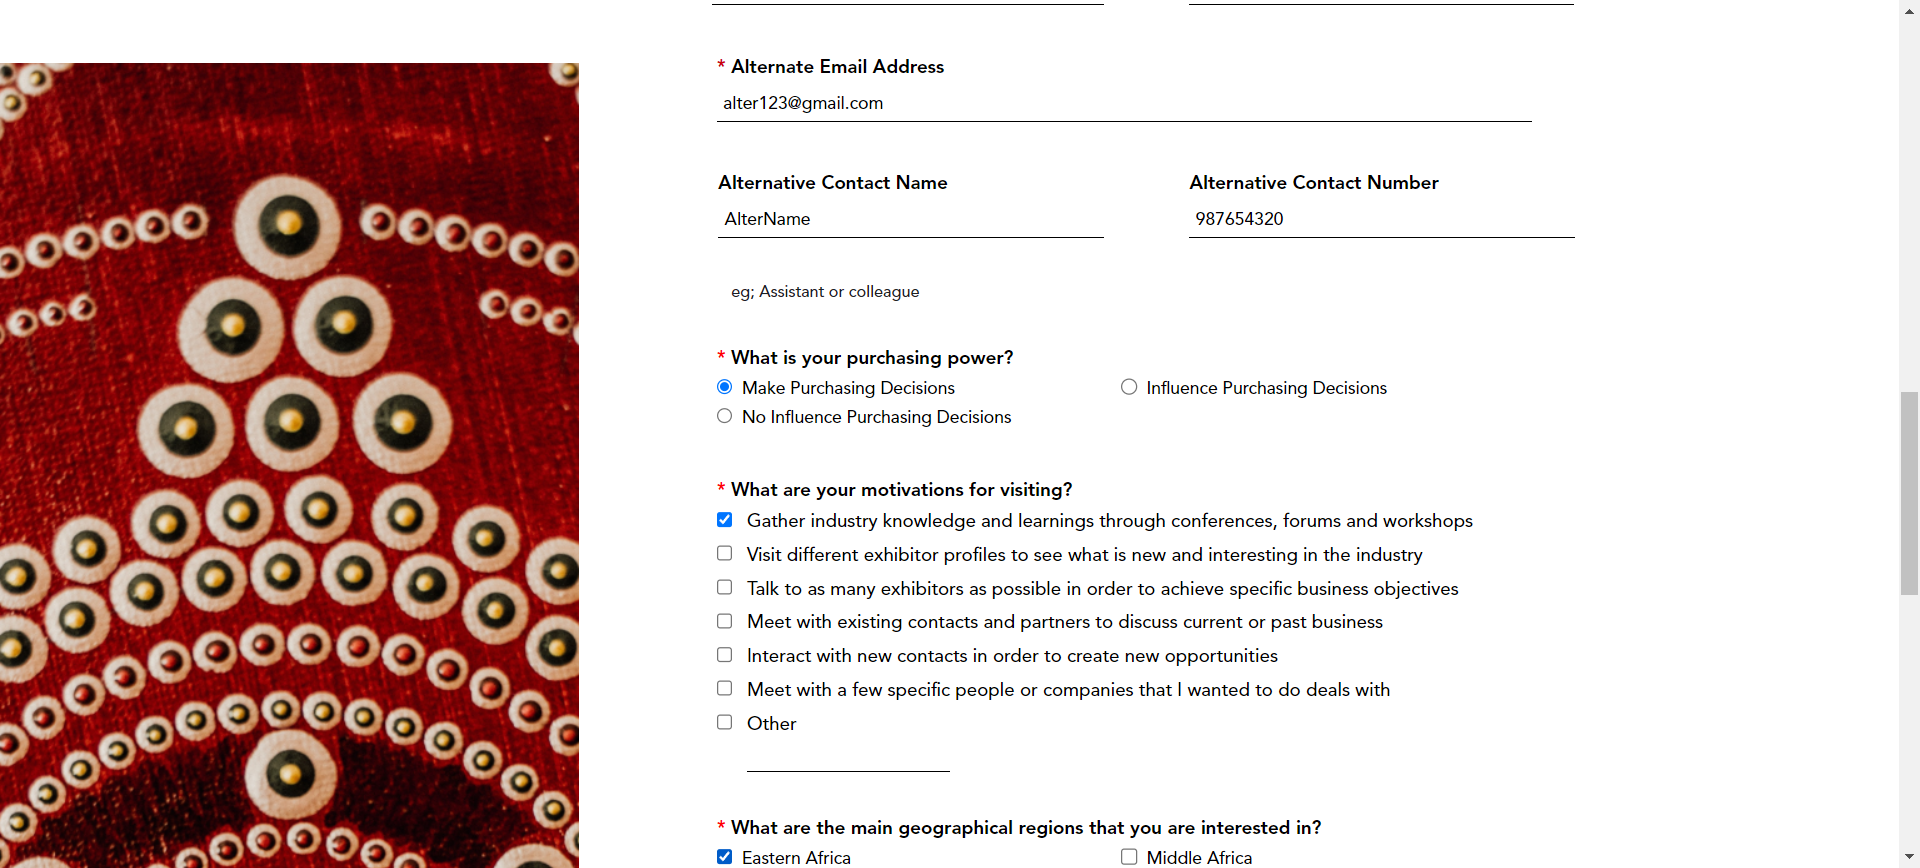 * Alternate Email Address
alter123@gmail.com
Alternative Contact Name
Alternative Contact Number
AlterName
987654320
eg; Assistant or colleague
* What is your purchasing power?
Make Purchasing Decisions
Influence Purchasing Decisions
No Influence Purchasing Decisions
* What are your motivations for visiting?
Gather industry knowledge and learnings through conferences, forums and workshops
Visit different exhibitor profiles to see what is new and interesting in the industry
Talk to as many exhibitors as possible in order to achieve specific business objectives
Meet with existing contacts and partners to discuss current or past business
Interact with new contacts in order to create new opportunities
Meet with a few specific people or companies that I wanted to do deals with
Other
* What are the main geographical regions that you are interested in?
Eastern Africa
Middle Africa